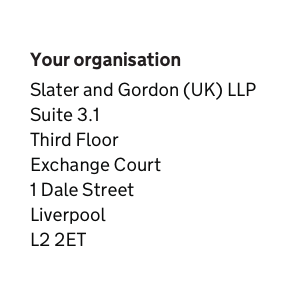 Your organisation
Slater and Gordon (UK) LLP
Suite 3.1
Third Floor
Exchange Court
1 Dale Street
Liverpool
L2 2ET